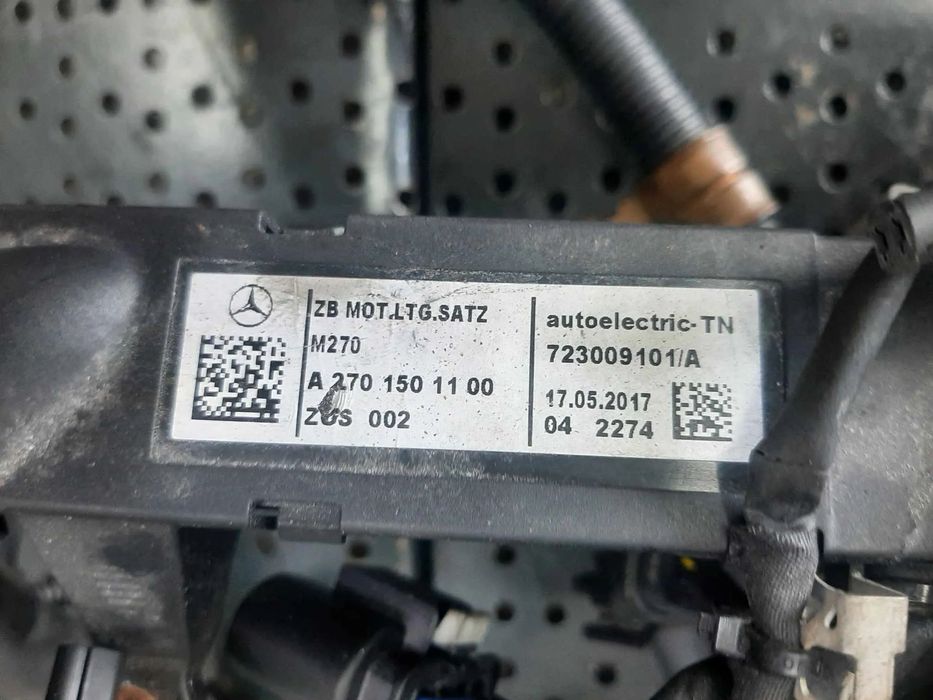 ZB MOT.LTG.SATZ
M270
A 270 150 11 00
ZGS 002
autoelectric-TN
723009101/A
17.05.2017
04 2274